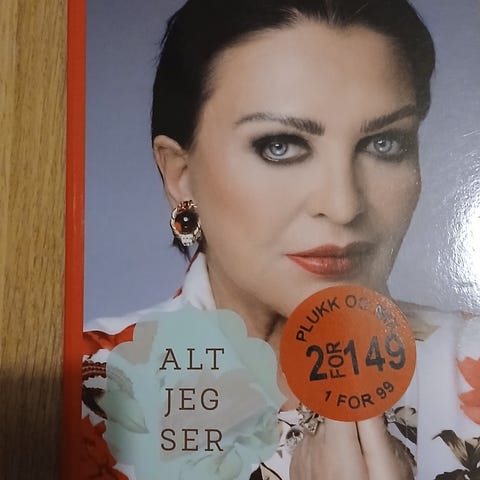 ALT
JEG
SER
PLUKK OG
2 FOR 149
1 FOR 99